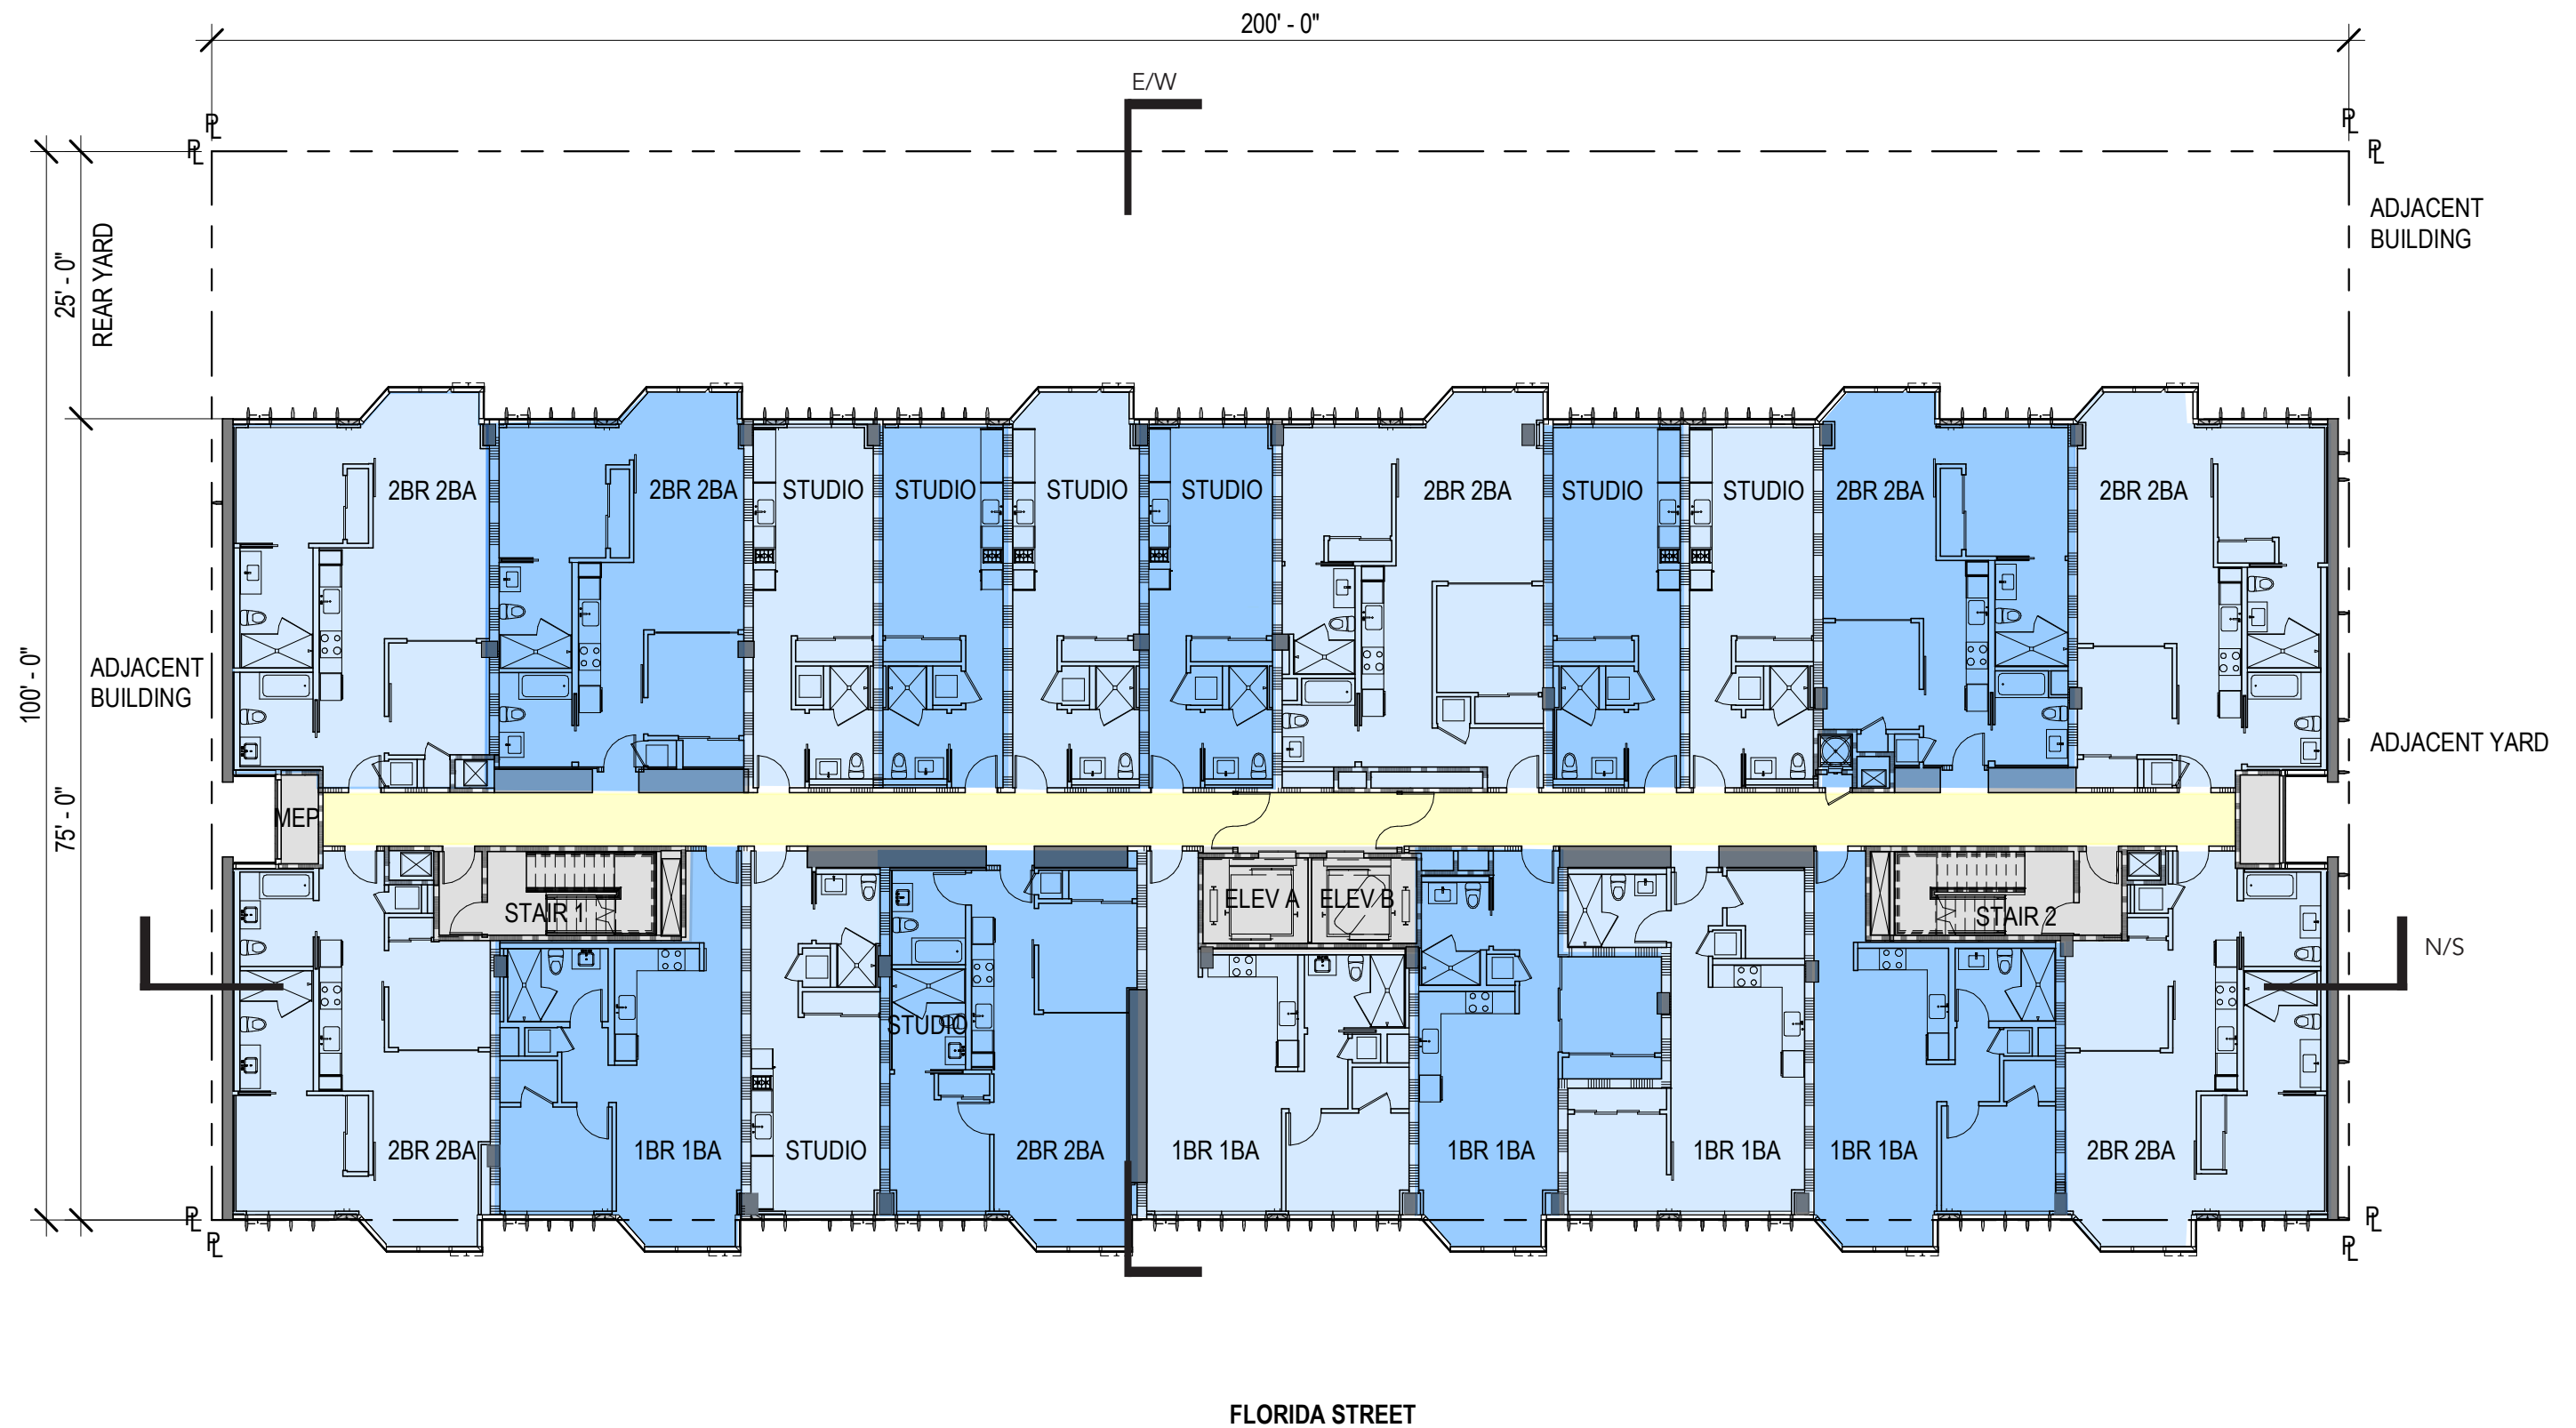 200' - 0"
E/W
PL
PL
PL
PL
ADJACENT
BUILDING
25' - 0"
REAR YARD
2BR 2BA
2BR 2BA
STUDIO
STUDIO
STUDIO
STUDIO
2BR 2BA
STUDIO
STUDIO
2BR 2BA
2BR 2BA
100' - 0"
ADJACENT
BUILDING
ADJACENT YARD
75' - 0"
MEP
STAIR 1
ELEV A
ELEV B
STAIR 2
N/S
STUDIO
2BR 2BA
1BR 1BA
STUDIO
2BR 2BA
1BR 1BA
1BR 1BA
1BR 1BA
1BR 1BA
2BR 2BA
PL
PL
PL
PL
FLORIDA STREET